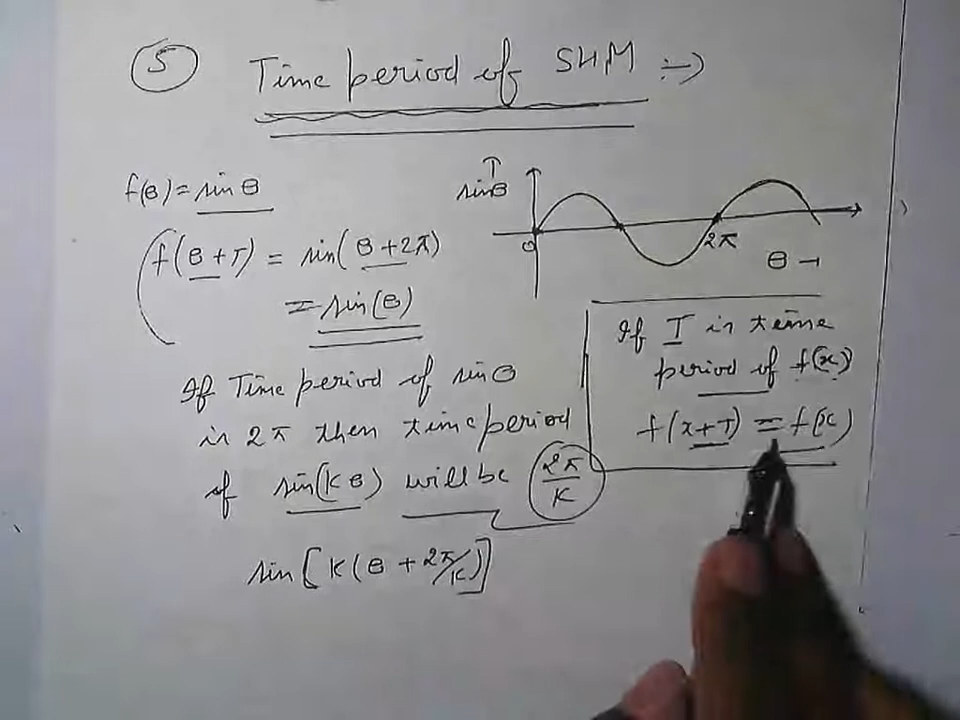 5 Time period of SHM :->
f(θ) = sin θ
f(θ+T) = sin(θ+2π)
= sin(θ)
sinθ ↑
0
2π
θ →
If T is time
period of f(x)
f(x+T) = f(x)
If Time period of sinθ
is 2π then time period
of sin(Kθ) will be 2π/K
sin[K(θ + 2π/K)]